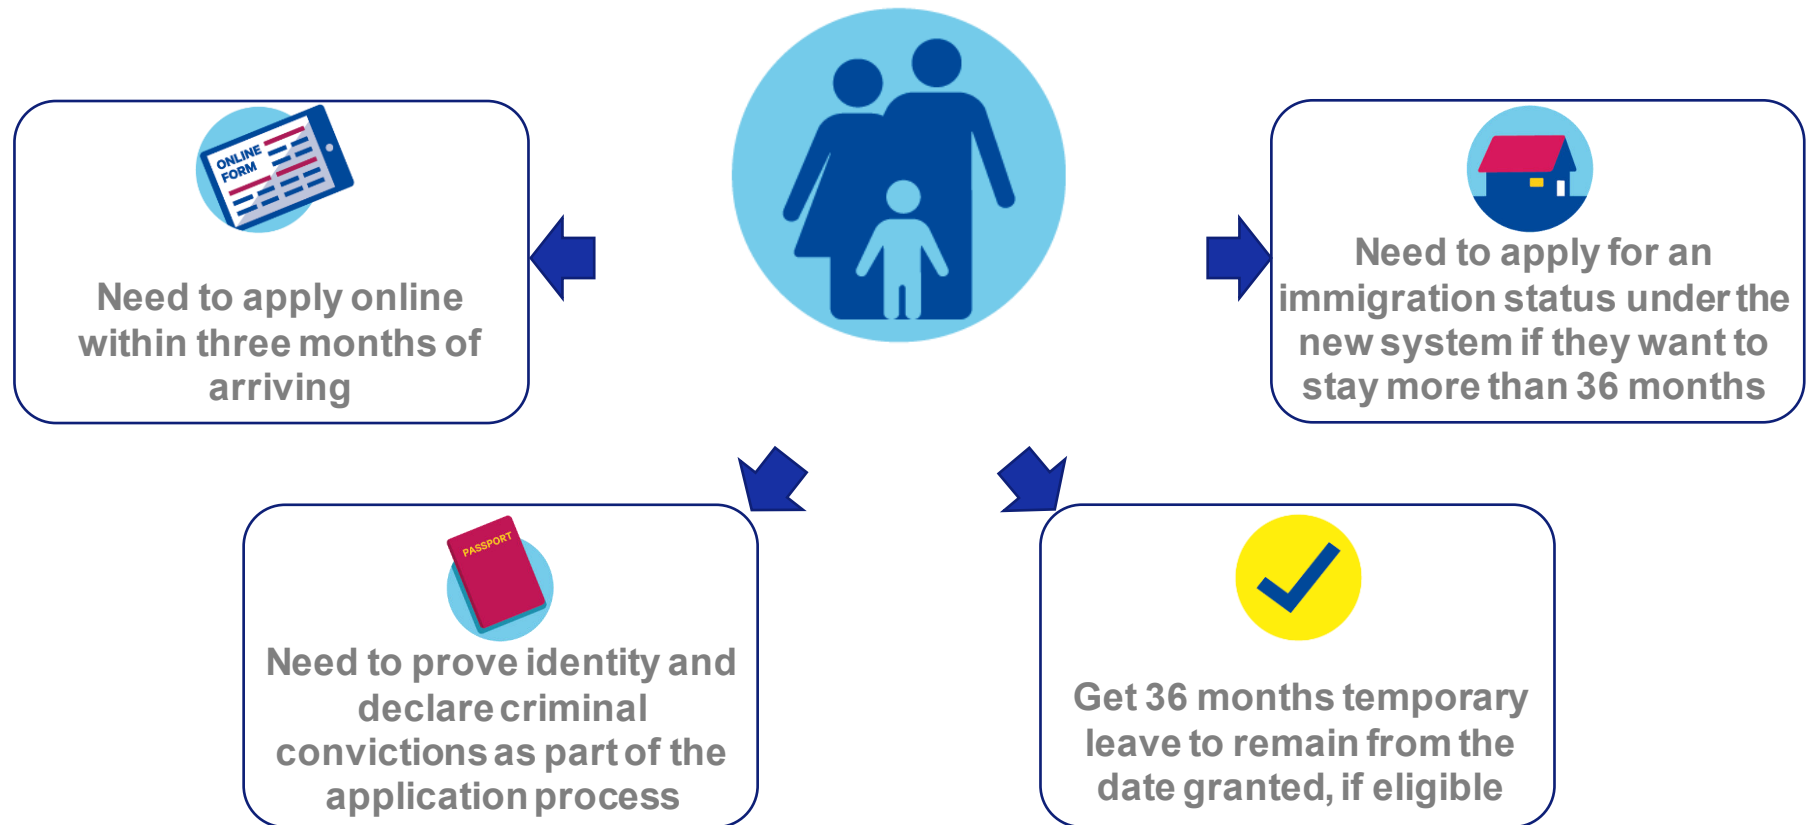 ONLINE
FORM
Need to apply online
within three months of
arriving
Need to apply for an
immigration status under the
new system if they want to
stay more than 36 months
PASSPORT
Need to prove identity and
declare criminal
convictions as part of the
application process
Get 36 months temporary
leave to remain from the
date granted, if eligible